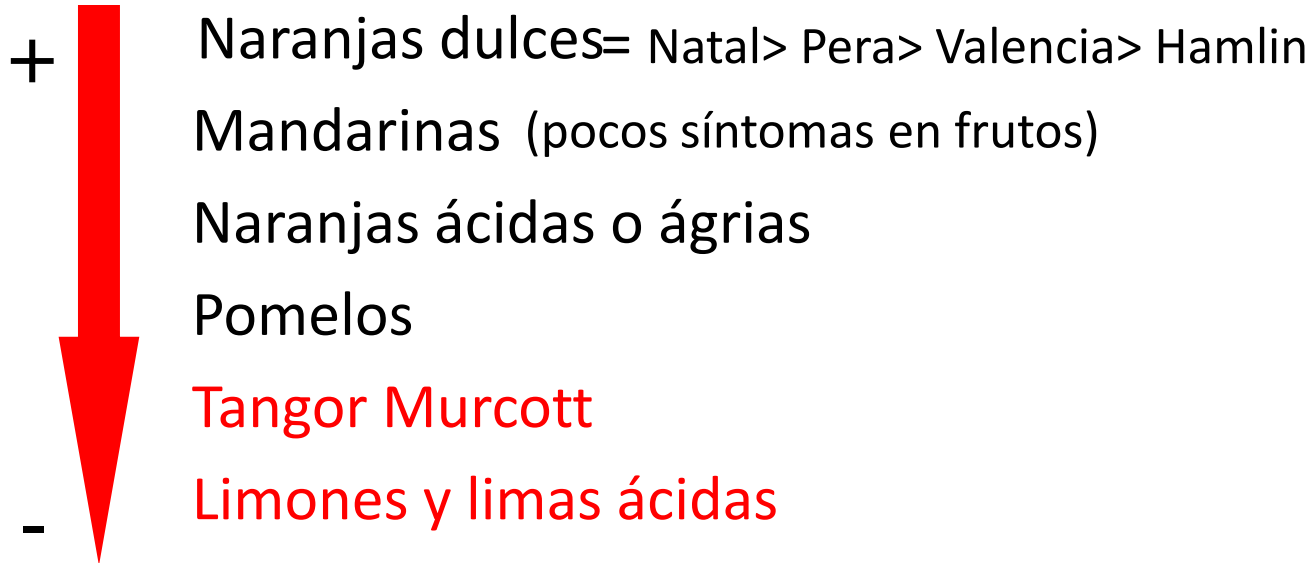 + Naranjas dulces= Natal> Pera> Valencia> Hamlin
Mandarinas (pocos síntomas en frutos)
Naranjas ácidas o ágrias
Pomelos
Tangor Murcott
Limones y limas ácidas
-